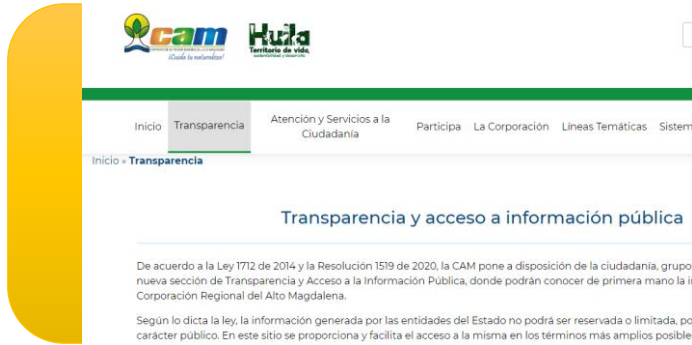 cam
¡Cuida tu naturaleza!
Huila
Territorio de vida,
sostenibilidad y desarrollo
Inicio Transparencia Atención y Servicios a la Ciudadanía Participa La Corporación Líneas Temáticas Sistem
Inicio » Transparencia
Transparencia y acceso a información pública
De acuerdo a la Ley 1712 de 2014 y la Resolución 1519 de 2020, la CAM pone a disposición de la ciudadanía, grupo
nueva sección de Transparencia y Acceso a la Información Pública, donde podrán conocer de primera mano la i
Corporación Regional del Alto Magdalena.
Según lo dicta la ley, la información generada por las entidades del Estado no podrá ser reservada o limitada, po
carácter público. En este sitio se proporciona y facilita el acceso a la misma en los términos más amplios posible